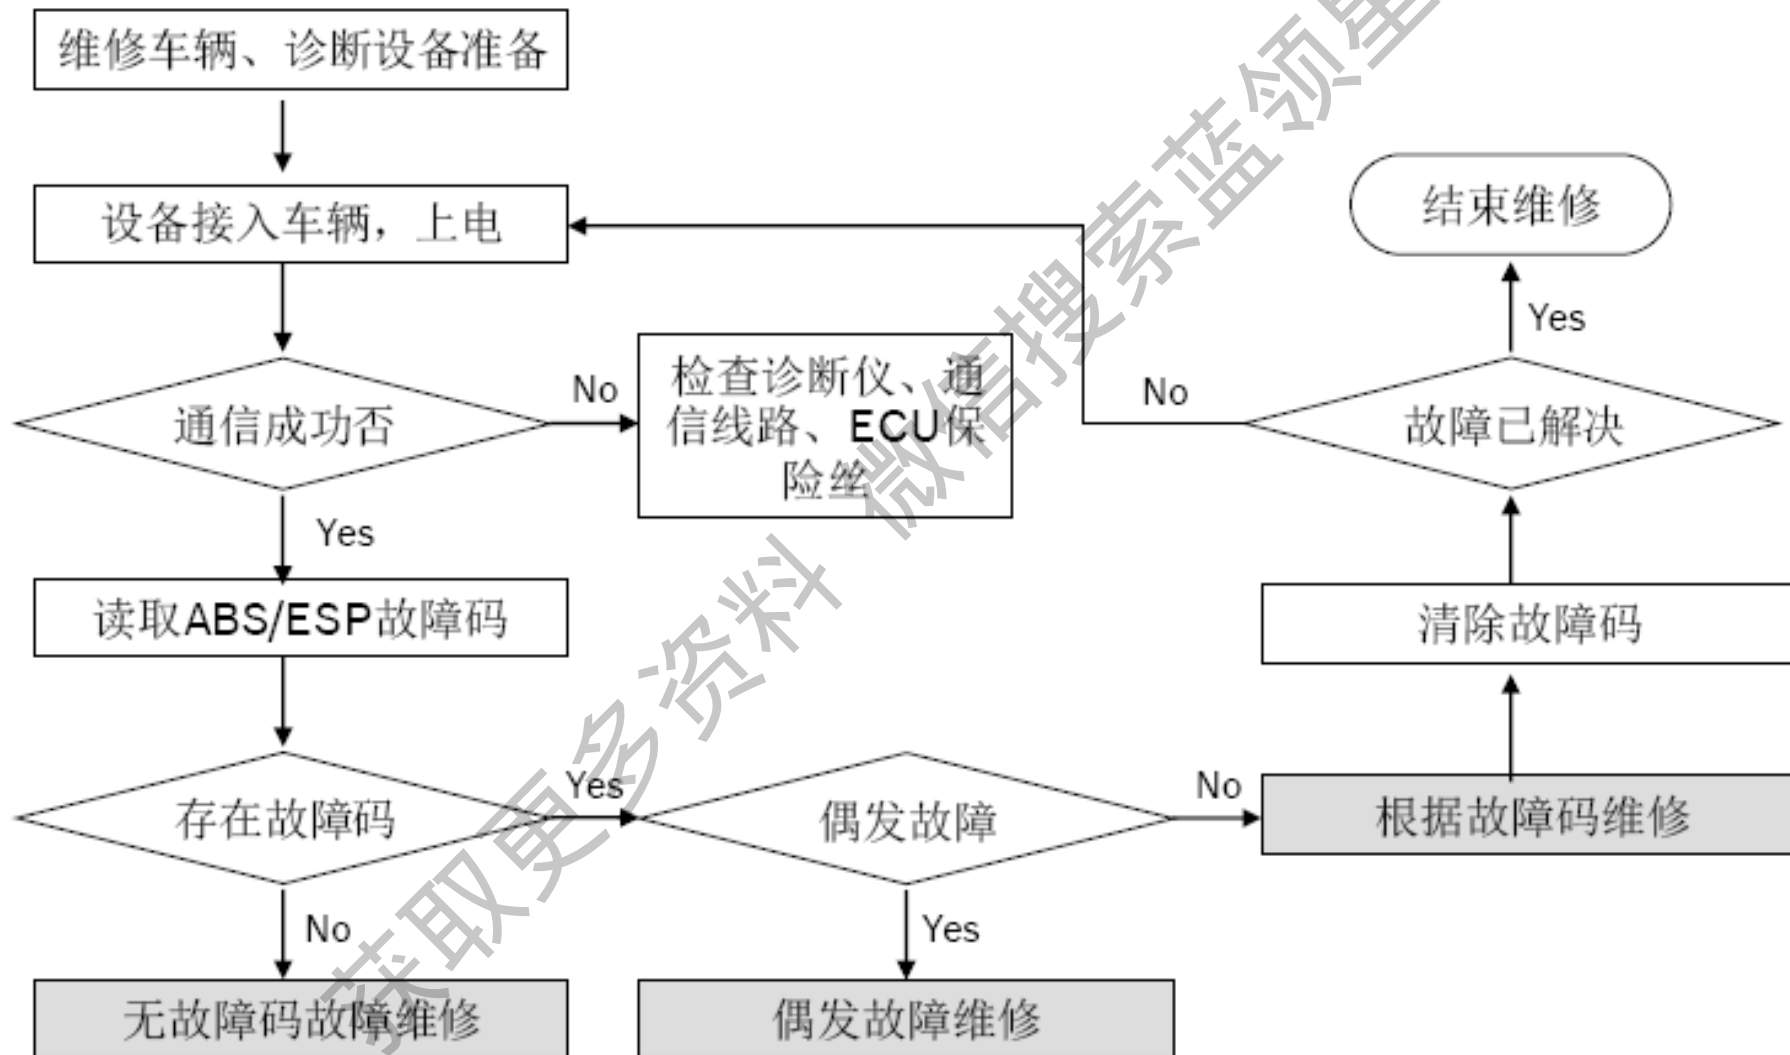 维修车辆、诊断设备准备
设备接入车辆，上电
结束维修
Yes
通信成功否
No
检查诊断仪、通
信线路、ECU保
险丝
No
故障已解决
Yes
读取ABS/ESP故障码
清除故障码
存在故障码
Yes
偶发故障
No
根据故障码维修
No
Yes
无故障码故障维修
偶发故障维修
获取更多资料 微信搜索蓝领星